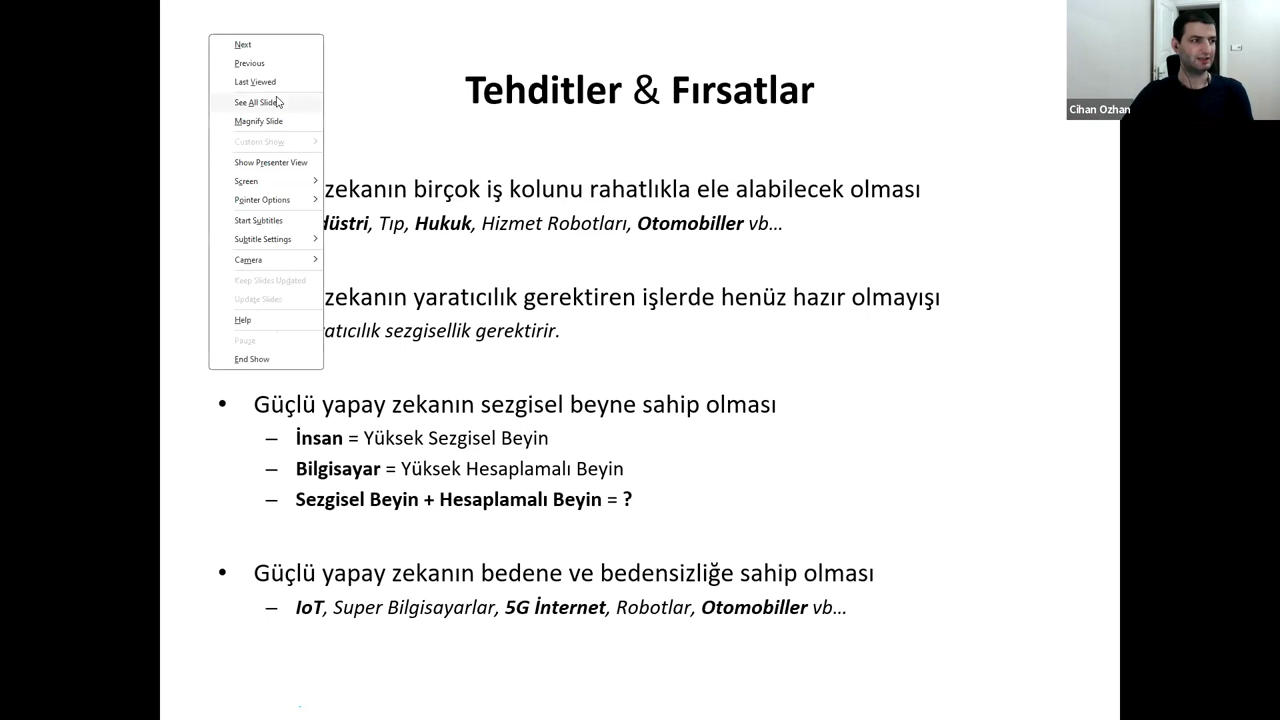 Next
Previous
Last Viewed
See All Slide
Magnify Slide
Custom Show
Show Presenter View
Screen
Pointer Options
Start Subtitles
Subtitle Settings
Camera
Keep Slides Updated
Update Slides
Help
Pause
End Show
Tehditler & Fırsatlar
Cihan Ozhan
zekanın birçok iş kolunu rahatlıkla ele alabilecek olması
düstri, Tıp, Hukuk, Hizmet Robotları, Otomobiller vb...
zekanın yaratıcılık gerektiren işlerde henüz hazır olmayışı
atıcılık sezgisellik gerektirir.
• Güçlü yapay zekanın sezgisel beyne sahip olması
– İnsan = Yüksek Sezgisel Beyin
– Bilgisayar = Yüksek Hesaplamalı Beyin
– Sezgisel Beyin + Hesaplamalı Beyin = ?
• Güçlü yapay zekanın bedene ve bedensizliğe sahip olması
– IoT, Super Bilgisayarlar, 5G İnternet, Robotlar, Otomobiller vb...